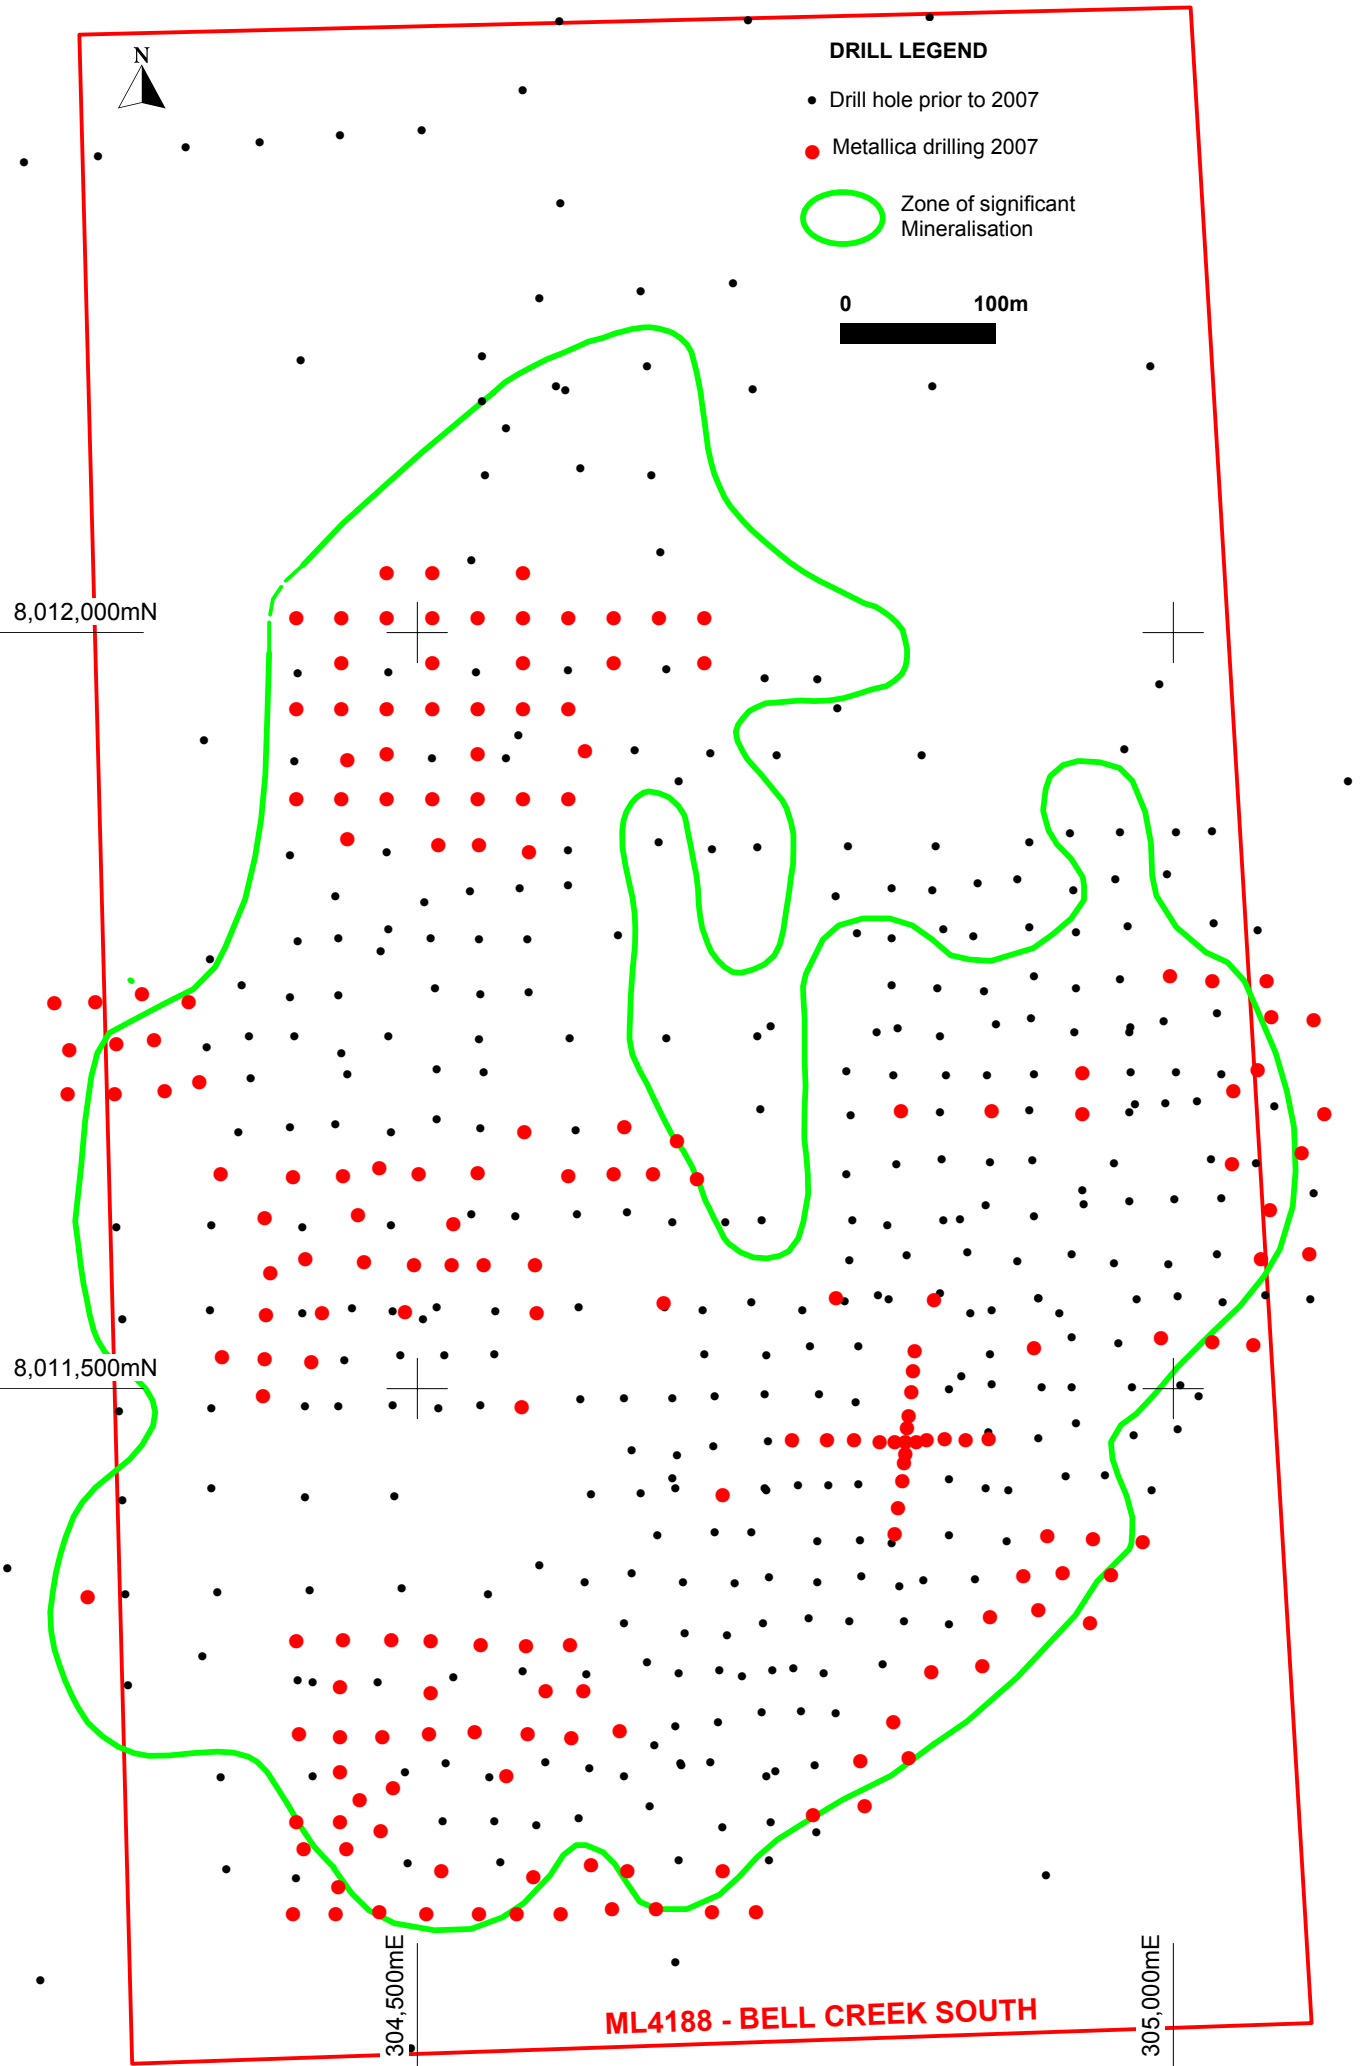 N
DRILL LEGEND
Drill hole prior to 2007
Metallica drilling 2007
Zone of significant
Mineralisation
0 100m
8,012,000mN
8,011,500mN
304,500mE
305,000mE
ML4188 - BELL CREEK SOUTH